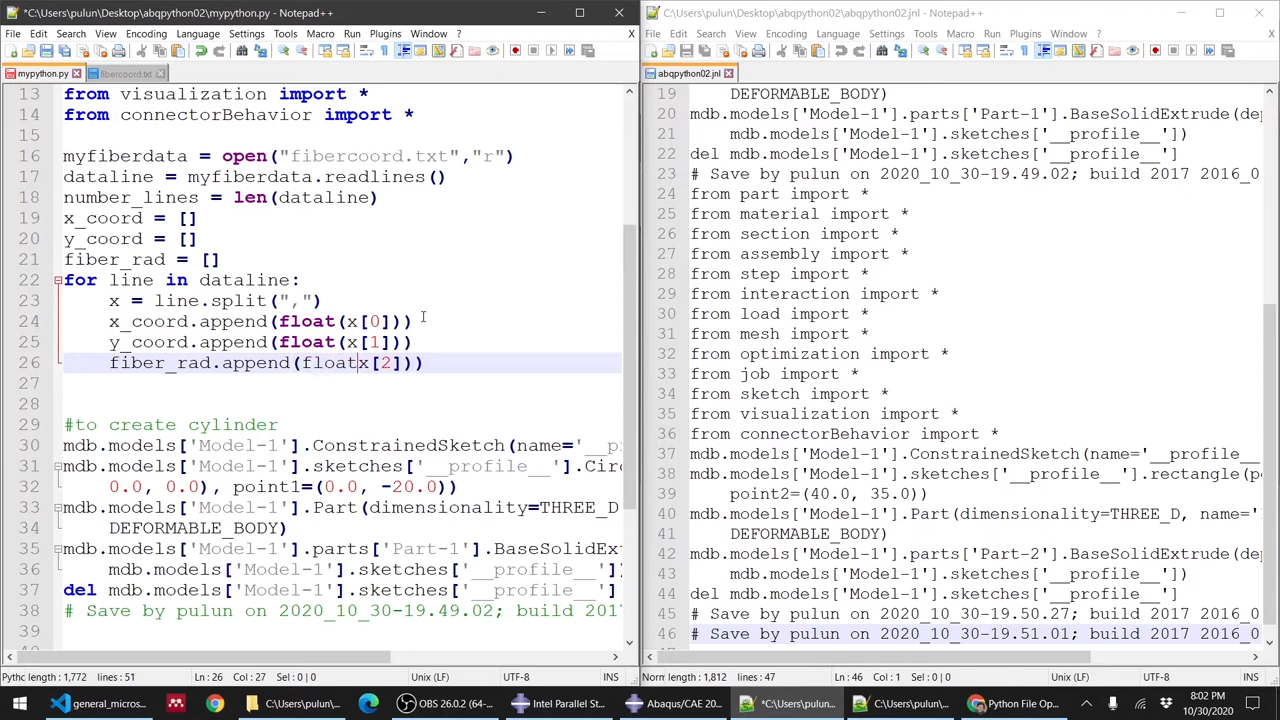 *C:\Users\pulun\Desktop\abqpython02\mypython.py - Notepad++
File Edit Search View Encoding Language Settings Tools Macro Run Plugins Window ? X
mypython.py fibercoord.txt
13 from visualization import *
14 from connectorBehavior import *
15
16 myfiberdata = open("fibercoord.txt","r")
17 dataline = myfiberdata.readlines()
18 number_lines = len(dataline)
19 x_coord = []
20 y_coord = []
21 fiber_rad = []
22 for line in dataline:
23 x = line.split(",")
24 x_coord.append(float(x[0]))
25 y_coord.append(float(x[1]))
26 fiber_rad.append(floatx[2]))
27
28
29 #to create cylinder
30 mdb.models['Model-1'].ConstrainedSketch(name='__p
31 mdb.models['Model-1'].sketches['__profile__'].Circ
32 0.0, 0.0), point1=(0.0, -20.0))
33 mdb.models['Model-1'].Part(dimensionality=THREE_D
34 DEFORMABLE_BODY)
35 mdb.models['Model-1'].parts['Part-1'].BaseSolidExt
36 mdb.models['Model-1'].sketches['__profile__'])
37 del mdb.models['Model-1'].sketches['__profile__']
38 # Save by pulun on 2020_10_30-19.49.02; build 2017
39
Pythc length : 1,772 lines : 51 Ln : 26 Col : 27 Sel : 0 | 0 Unix (LF) UTF-8 INS
C:\Users\pulun\Desktop\abqpython02\abqpython02.jnl - Notepad++
File Edit Search View Encoding Language Settings Tools Macro Run Plugins Window ? X
abqpython02.jnl
19 DEFORMABLE_BODY)
20 mdb.models['Model-1'].parts['Part-1'].BaseSolidExtrude(de
21 mdb.models['Model-1'].sketches['__profile__'])
22 del mdb.models['Model-1'].sketches['__profile__']
23 # Save by pulun on 2020_10_30-19.49.02; build 2017 2016_0
24 from part import *
25 from material import *
26 from section import *
27 from assembly import *
28 from step import *
29 from interaction import *
30 from load import *
31 from mesh import *
32 from optimization import *
33 from job import *
34 from sketch import *
35 from visualization import *
36 from connectorBehavior import *
37 mdb.models['Model-1'].ConstrainedSketch(name='__profile__
38 mdb.models['Model-1'].sketches['__profile__'].rectangle(p
39 point2=(40.0, 35.0))
40 mdb.models['Model-1'].Part(dimensionality=THREE_D, name='
41 DEFORMABLE_BODY)
42 mdb.models['Model-1'].parts['Part-2'].BaseSolidExtrude(de
43 mdb.models['Model-1'].sketches['__profile__'])
44 del mdb.models['Model-1'].sketches['__profile__']
45 # Save by pulun on 2020_10_30-19.50.27; build 2017 2016_0
46 # Save by pulun on 2020_10_30-19.51.01; build 2017 2016_0
Norm length : 1,812 lines : 47 Ln : 46 Col : 1 Sel : 0 | 0 Unix (LF) UTF-8 INS
general_micros... C:\Users\pulun\... OBS 26.0.2 (64-... Intel Parallel St... Abaqus/CAE 20... *C:\Users\pulun... C:\Users\pulun\... Python File Ope... 8:02 PM
10/30/2020